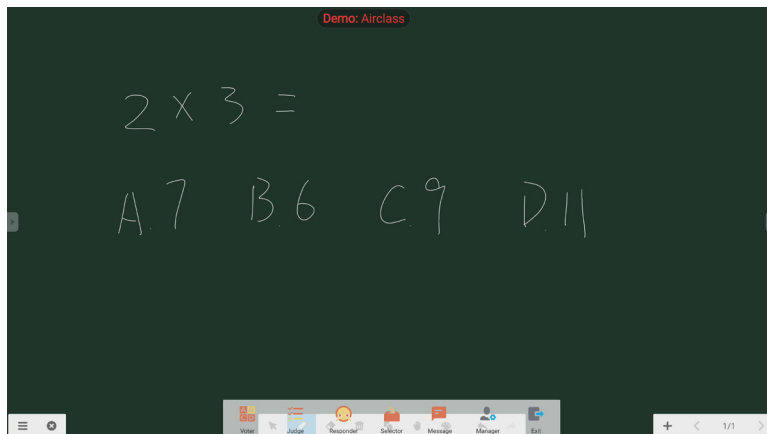 Demo: Airclass
2 × 3 =
A.7 B.6 C.9 D.11
Voter Judge Responder Selector Message Manager Exit
1/1